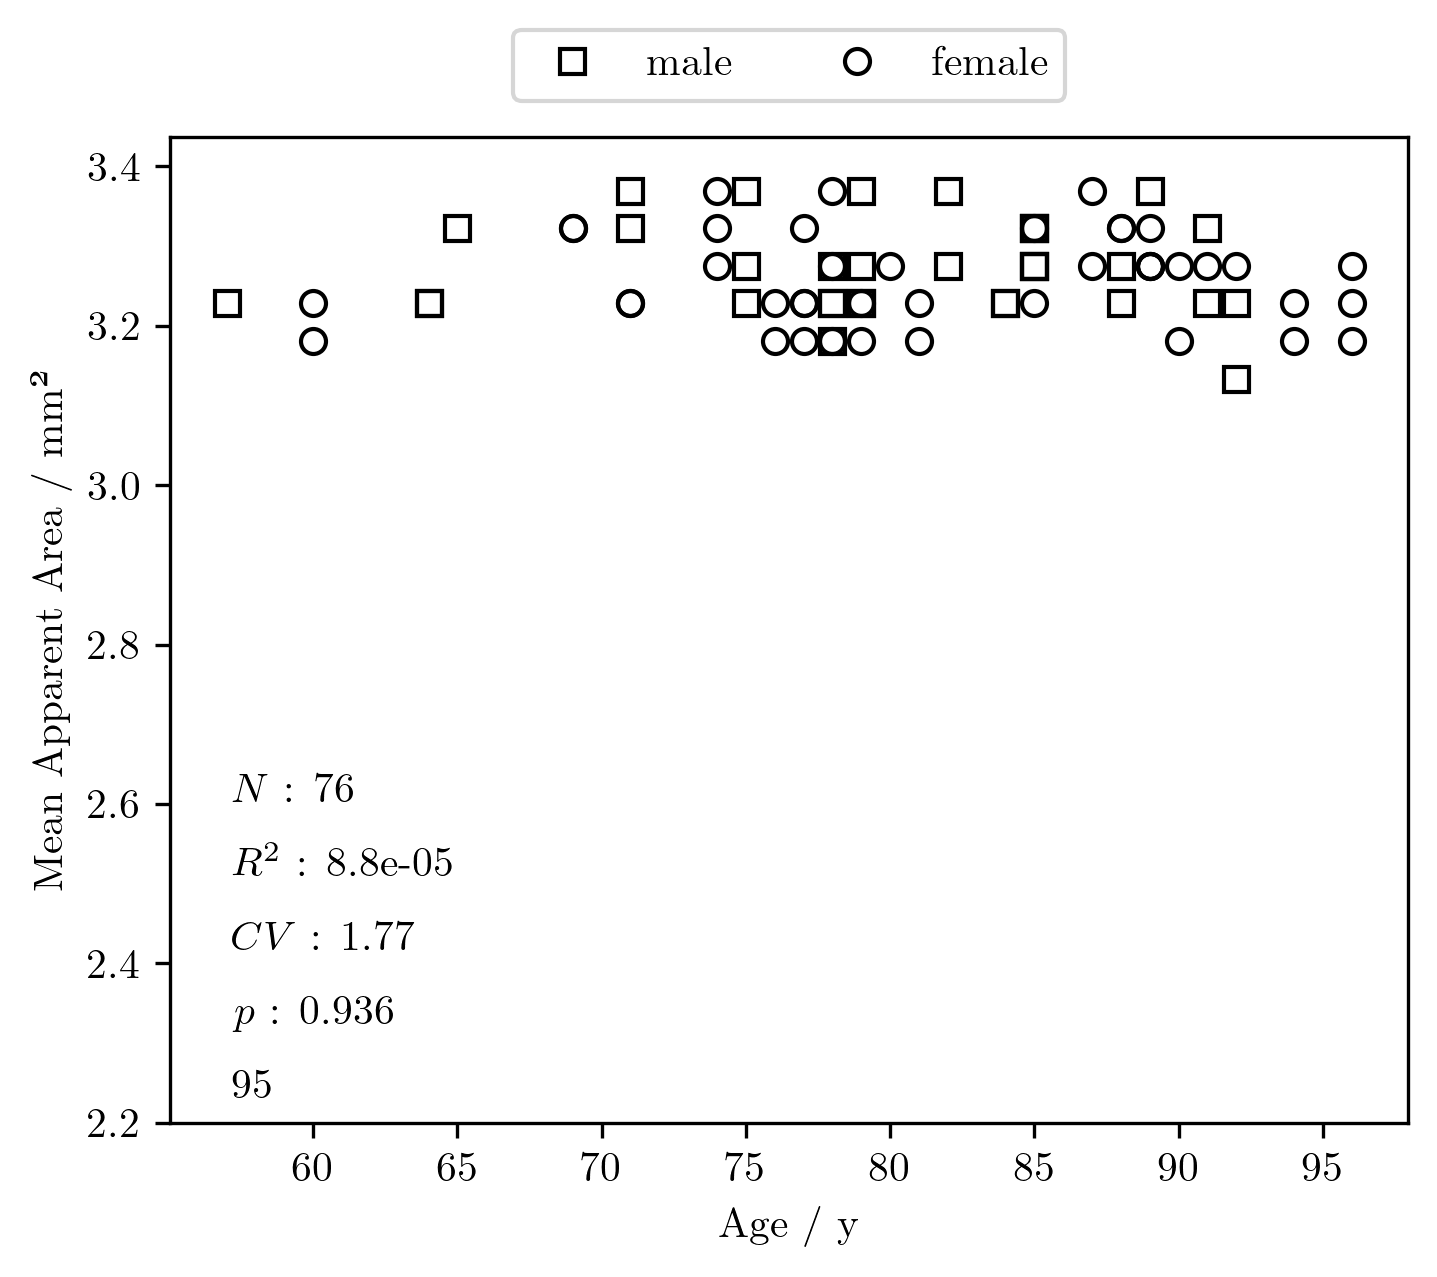 male female
3.4
3.2
3.0
2.8
2.6
2.4
2.2
Mean Apparent Area / mm²
N : 76
R² : 8.8e-05
CV : 1.77
p : 0.936
95
60 65 70 75 80 85 90 95
Age / y